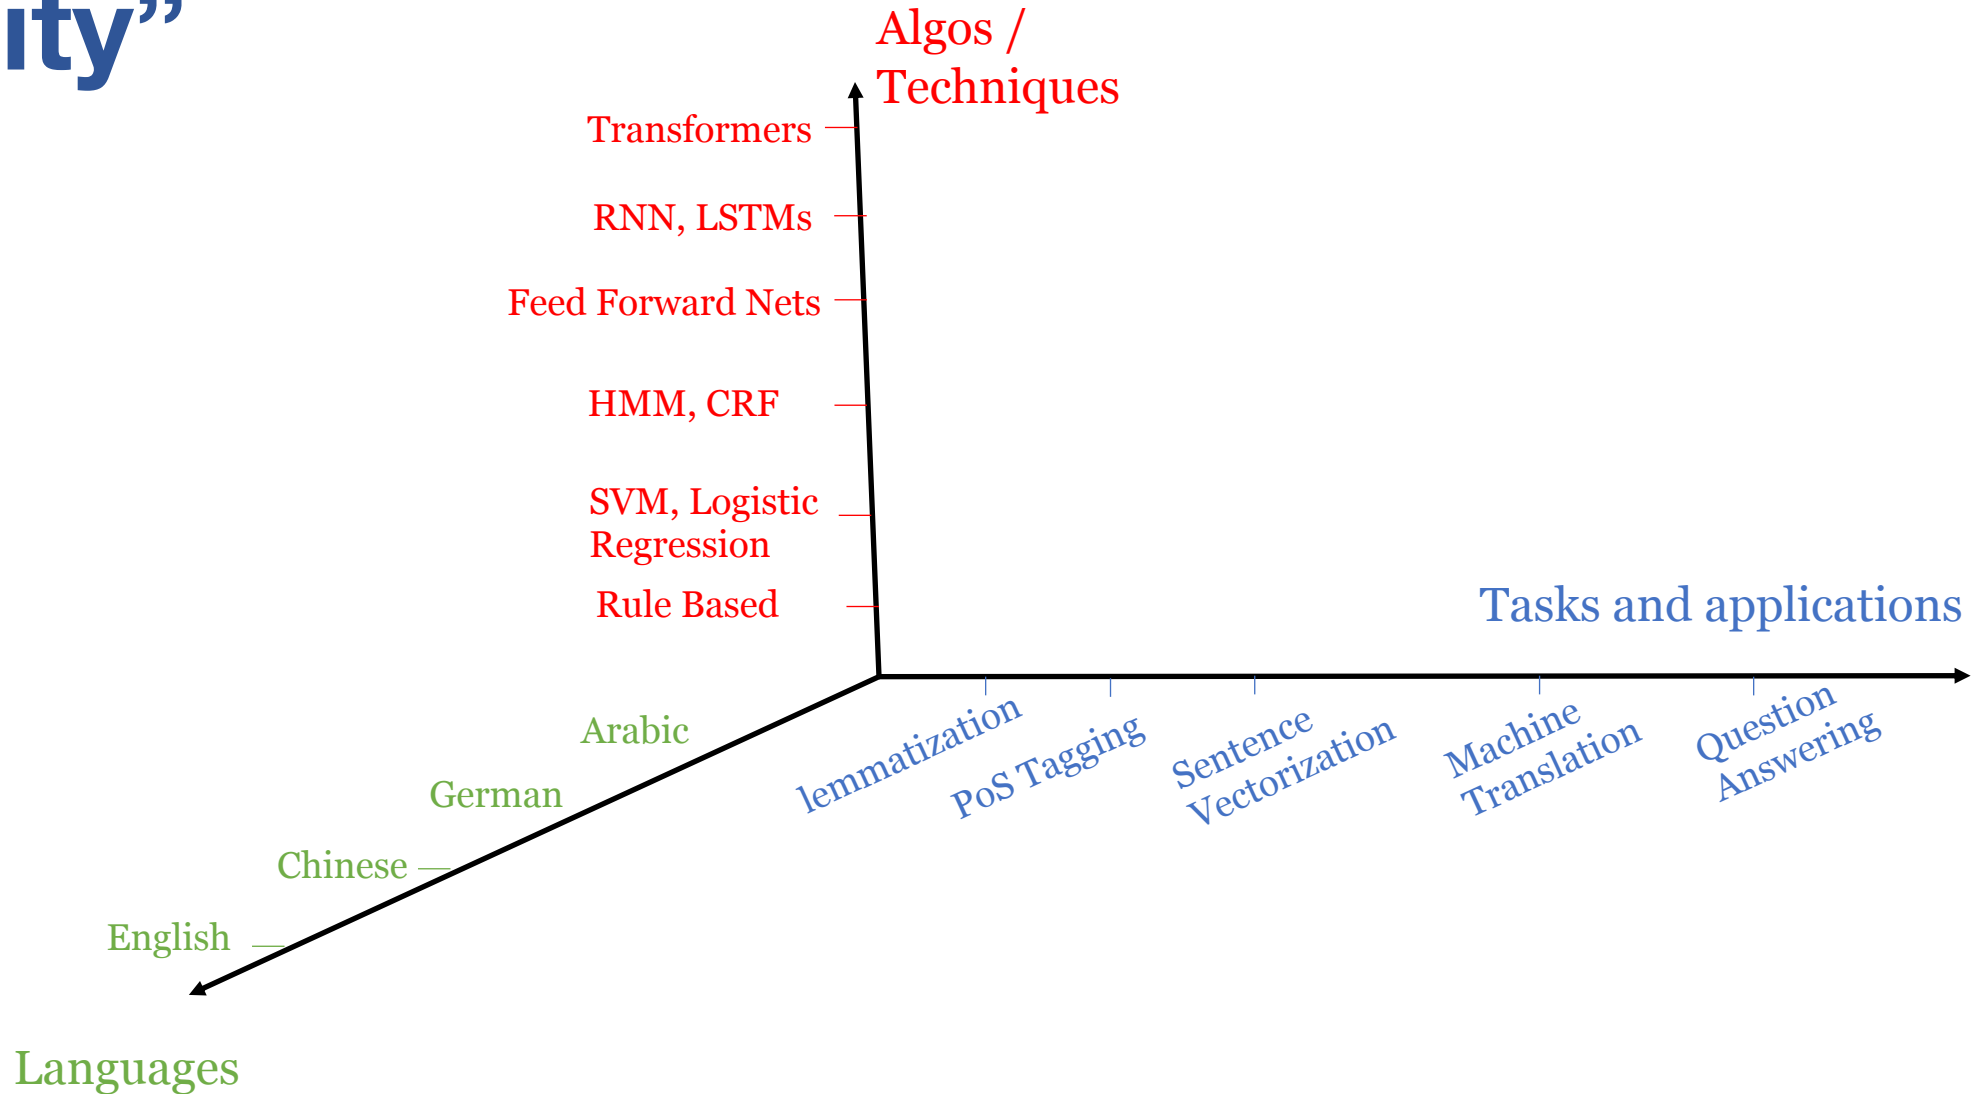 ity”
Algos /
Techniques
Transformers
RNN, LSTMs
Feed Forward Nets
HMM, CRF
SVM, Logistic
Regression
Rule Based
Tasks and applications
lemmatization
PoS Tagging
Sentence
Vectorization
Machine
Translation
Question
Answering
Arabic
German
Chinese
English
Languages